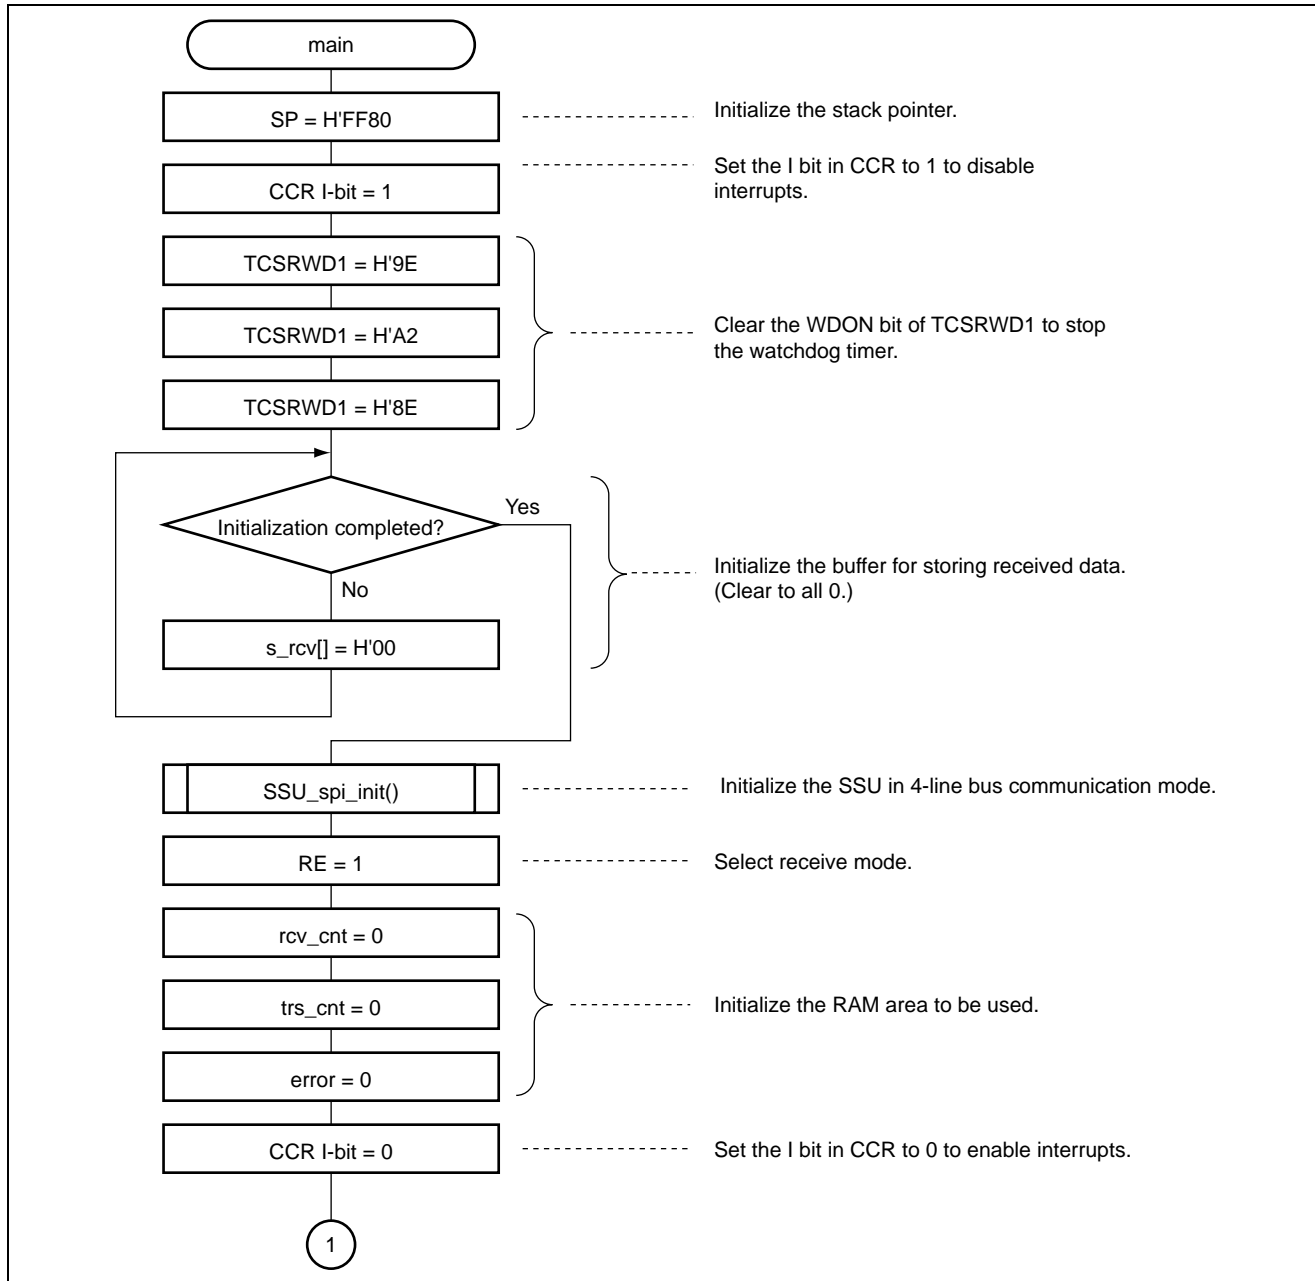 main
SP = H'FF80
Initialize the stack pointer.
CCR I-bit = 1
Set the I bit in CCR to 1 to disable
interrupts.
TCSRWD1 = H'9E
TCSRWD1 = H'A2
Clear the WDON bit of TCSRWD1 to stop
the watchdog timer.
TCSRWD1 = H'8E
Initialization completed?
Yes
No
Initialize the buffer for storing received data.
(Clear to all 0.)
s_rcv[] = H'00
SSU_spi_init()
Initialize the SSU in 4-line bus communication mode.
RE = 1
Select receive mode.
rcv_cnt = 0
trs_cnt = 0
Initialize the RAM area to be used.
error = 0
CCR I-bit = 0
Set the I bit in CCR to 0 to enable interrupts.
1